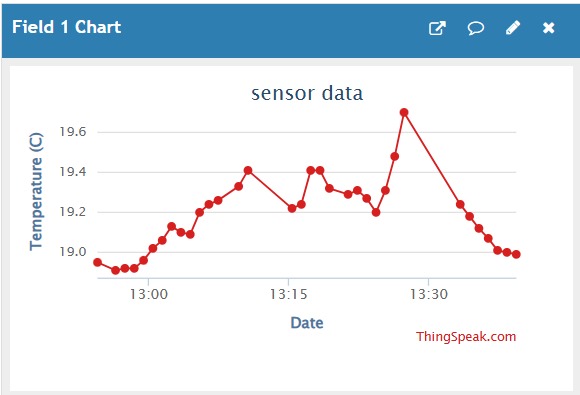 Field 1 Chart
sensor data
Temperature (C)
19.6
19.4
19.2
19.0
13:00 13:15 13:30
Date
ThingSpeak.com